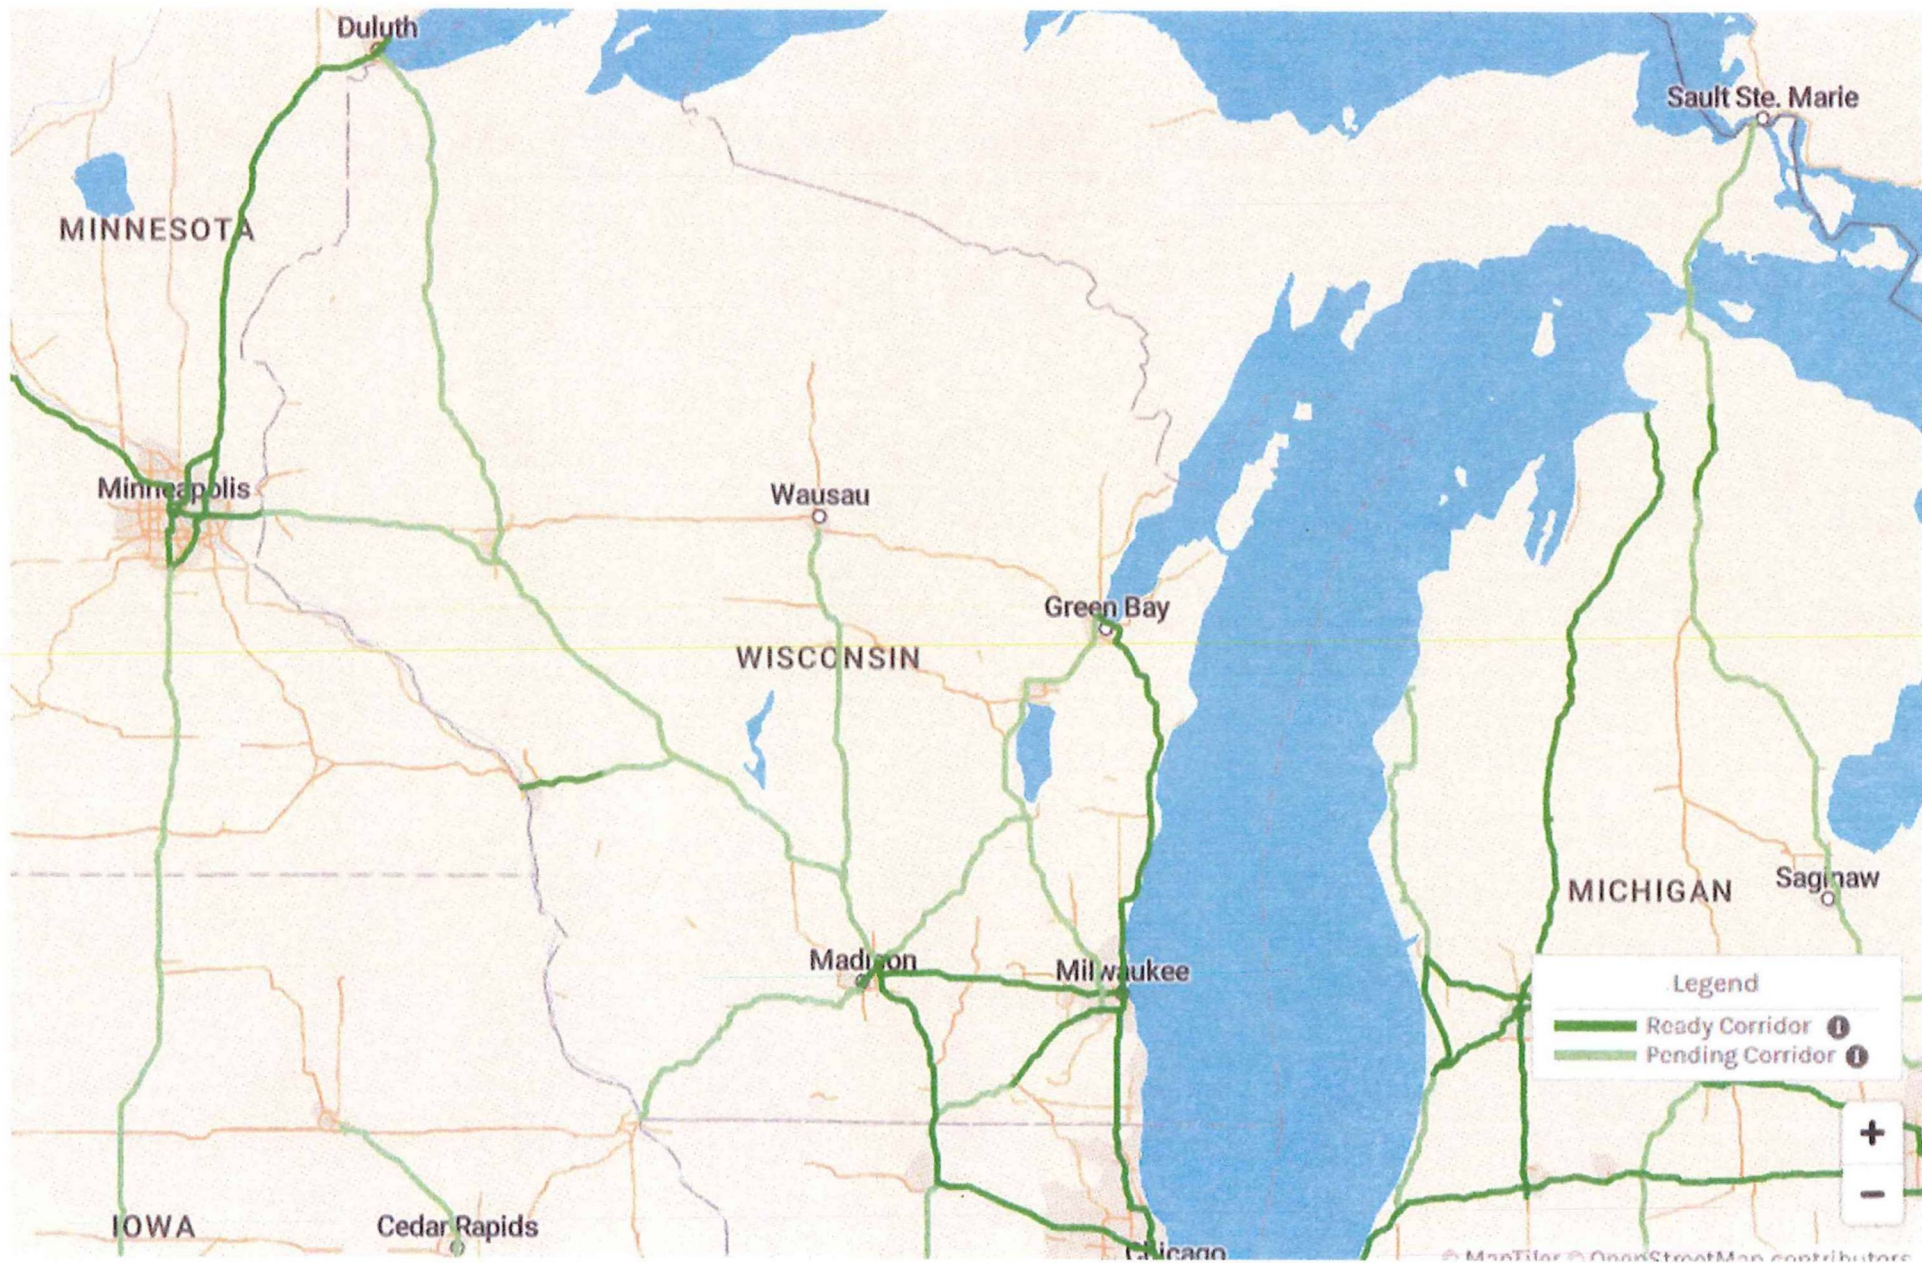 Duluth
Sault Ste. Marie
MINNESOTA
Minneapolis
Wausau
Green Bay
WISCONSIN
MICHIGAN
Saginaw
Madison
Milwaukee
Legend
Ready Corridor i
Pending Corridor i
+
−
IOWA
Cedar Rapids
Chicago
© MapTiler © OpenStreetMap contributors